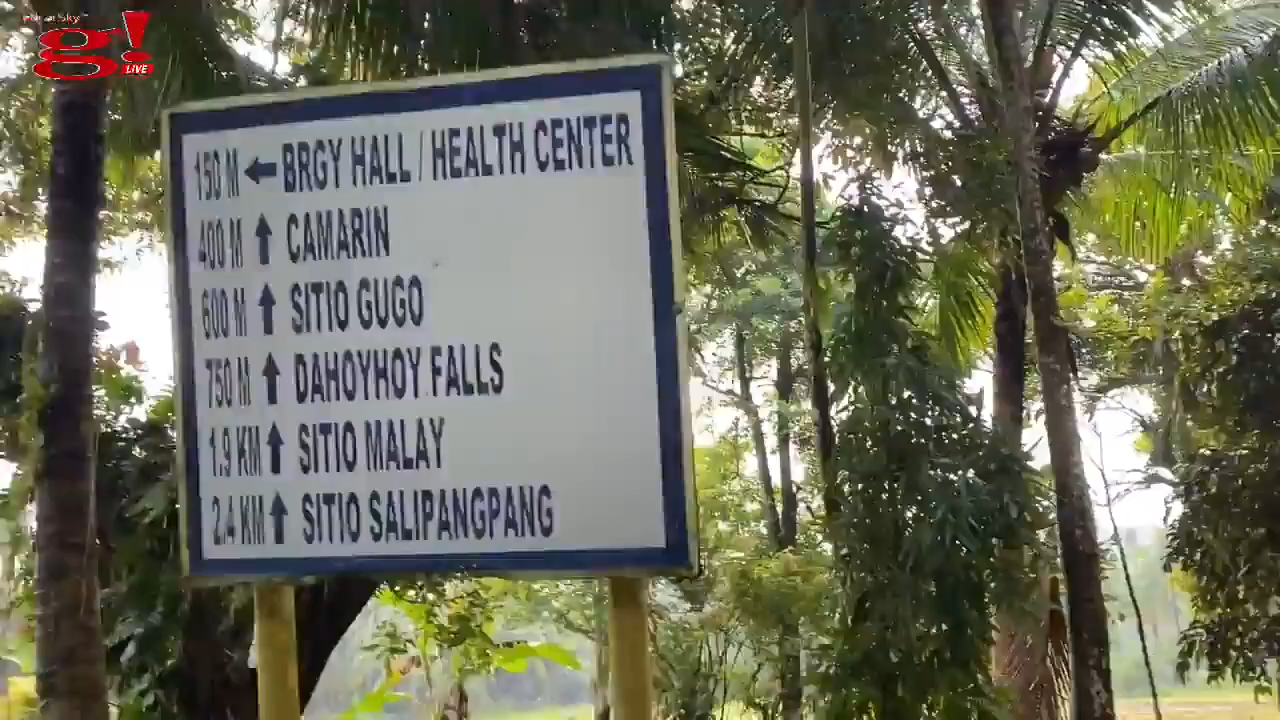 g!
LIVE
150 M ← BRGY HALL / HEALTH CENTER
400 M ↑ CAMARIN
600 M ↑ SITIO GUGO
750 M ↑ DAHOYHOY FALLS
1.9 KM ↑ SITIO MALAY
2.4 KM ↑ SITIO SALIPANGPANG